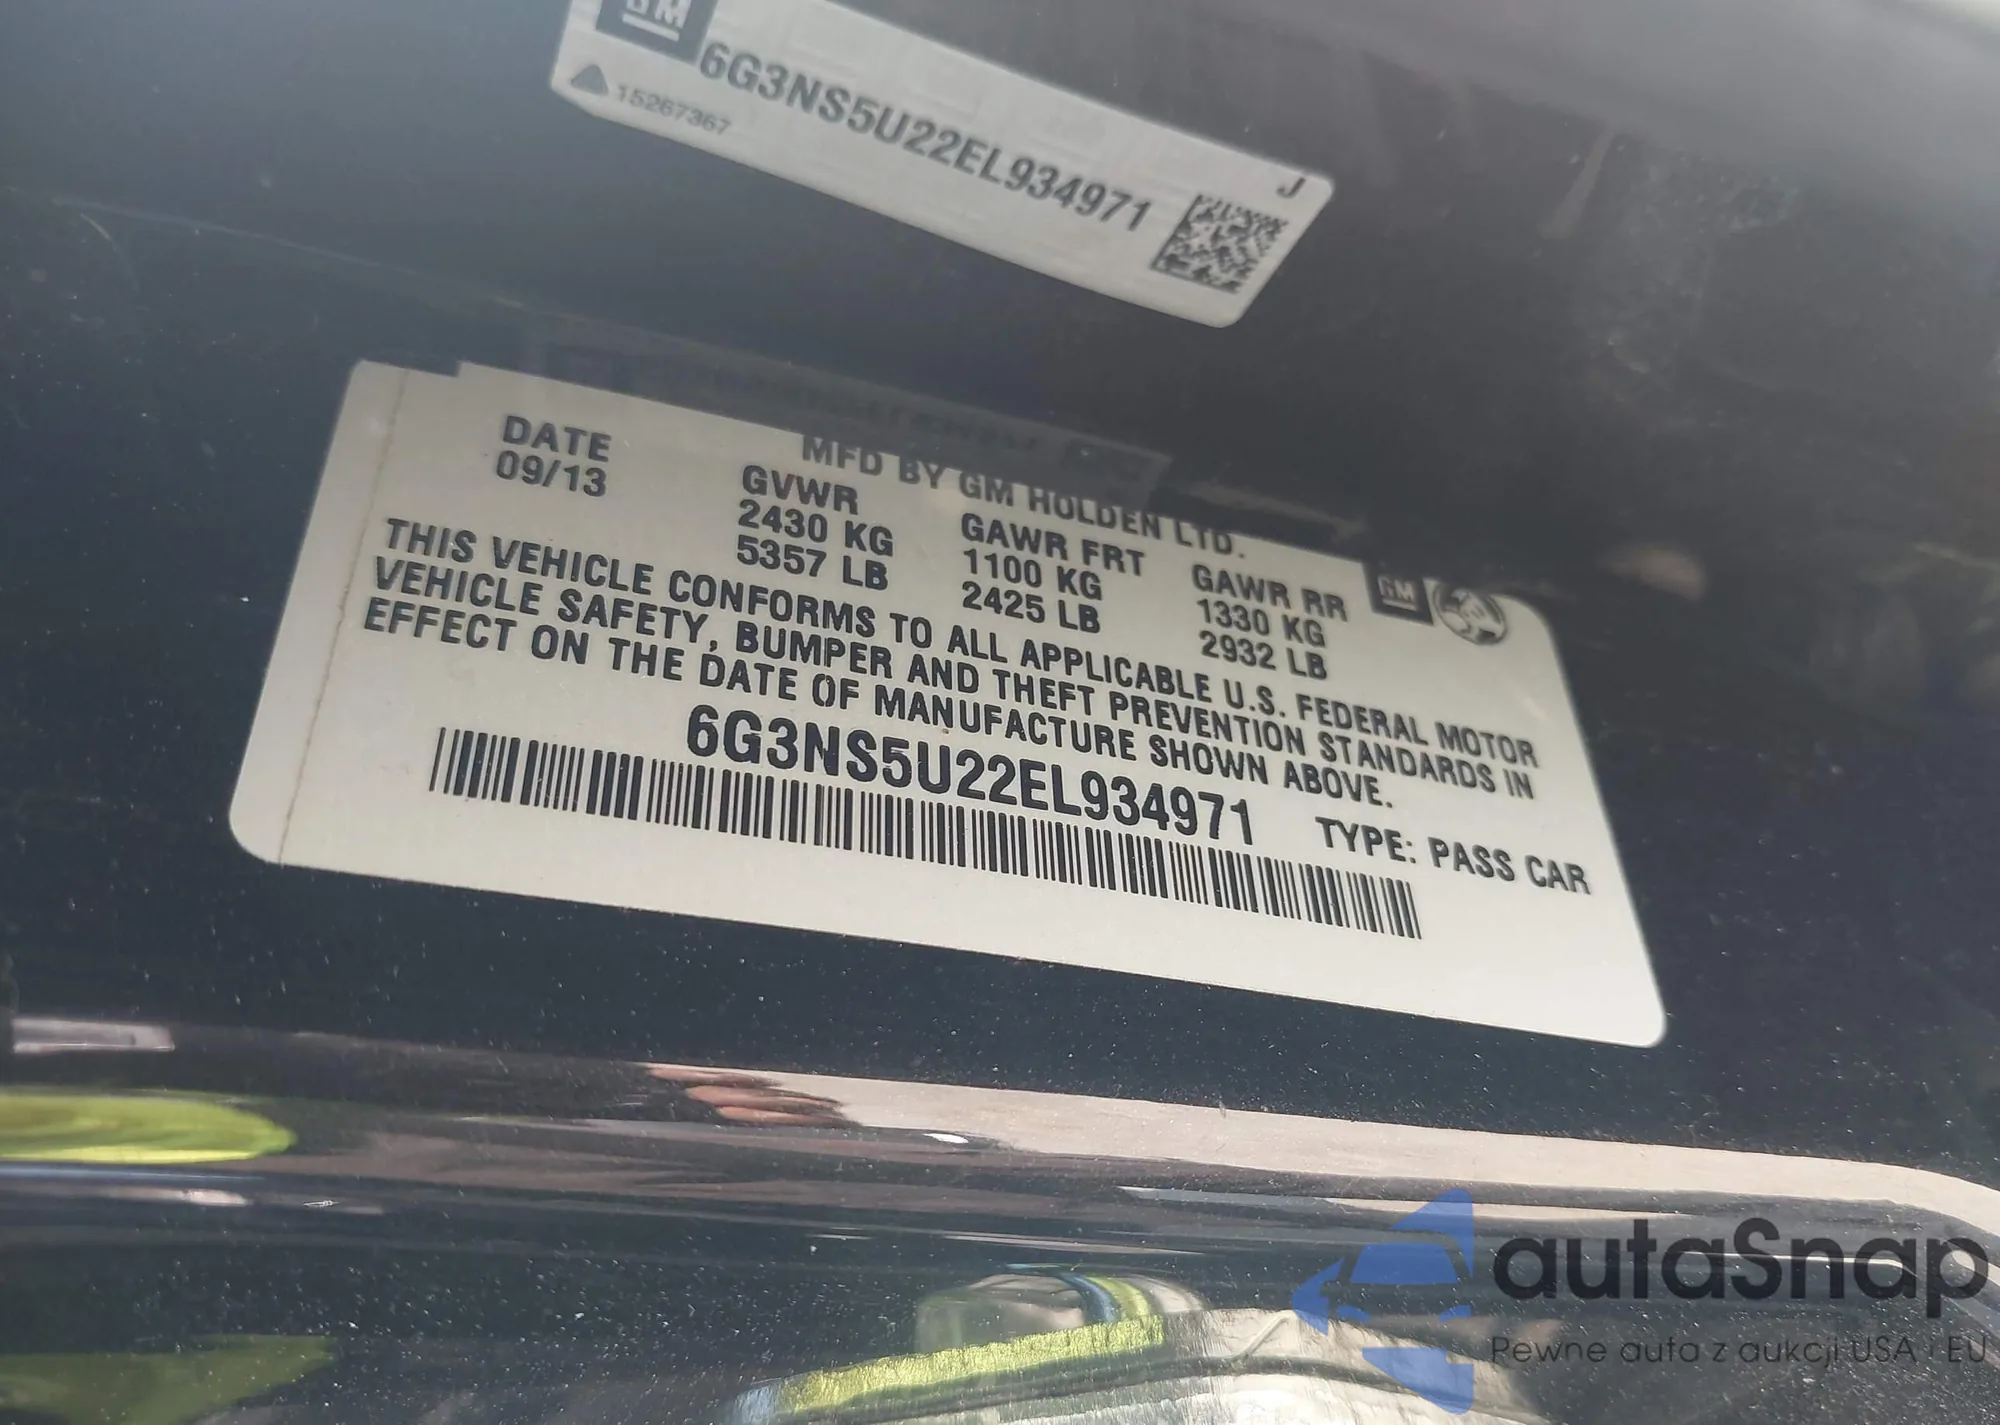 GM
6G3NS5U22EL934971
J
15267367
MFD BY GM HOLDEN LTD.
DATE GVWR GAWR FRT GAWR RR GM
09/13 2430 KG 1100 KG 1330 KG
5357 LB 2425 LB 2932 LB
THIS VEHICLE CONFORMS TO ALL APPLICABLE U.S. FEDERAL MOTOR
VEHICLE SAFETY, BUMPER AND THEFT PREVENTION STANDARDS IN
EFFECT ON THE DATE OF MANUFACTURE SHOWN ABOVE.
6G3NS5U22EL934971 TYPE: PASS CAR
autaSnap
Pewne auta z aukcji USA i EU